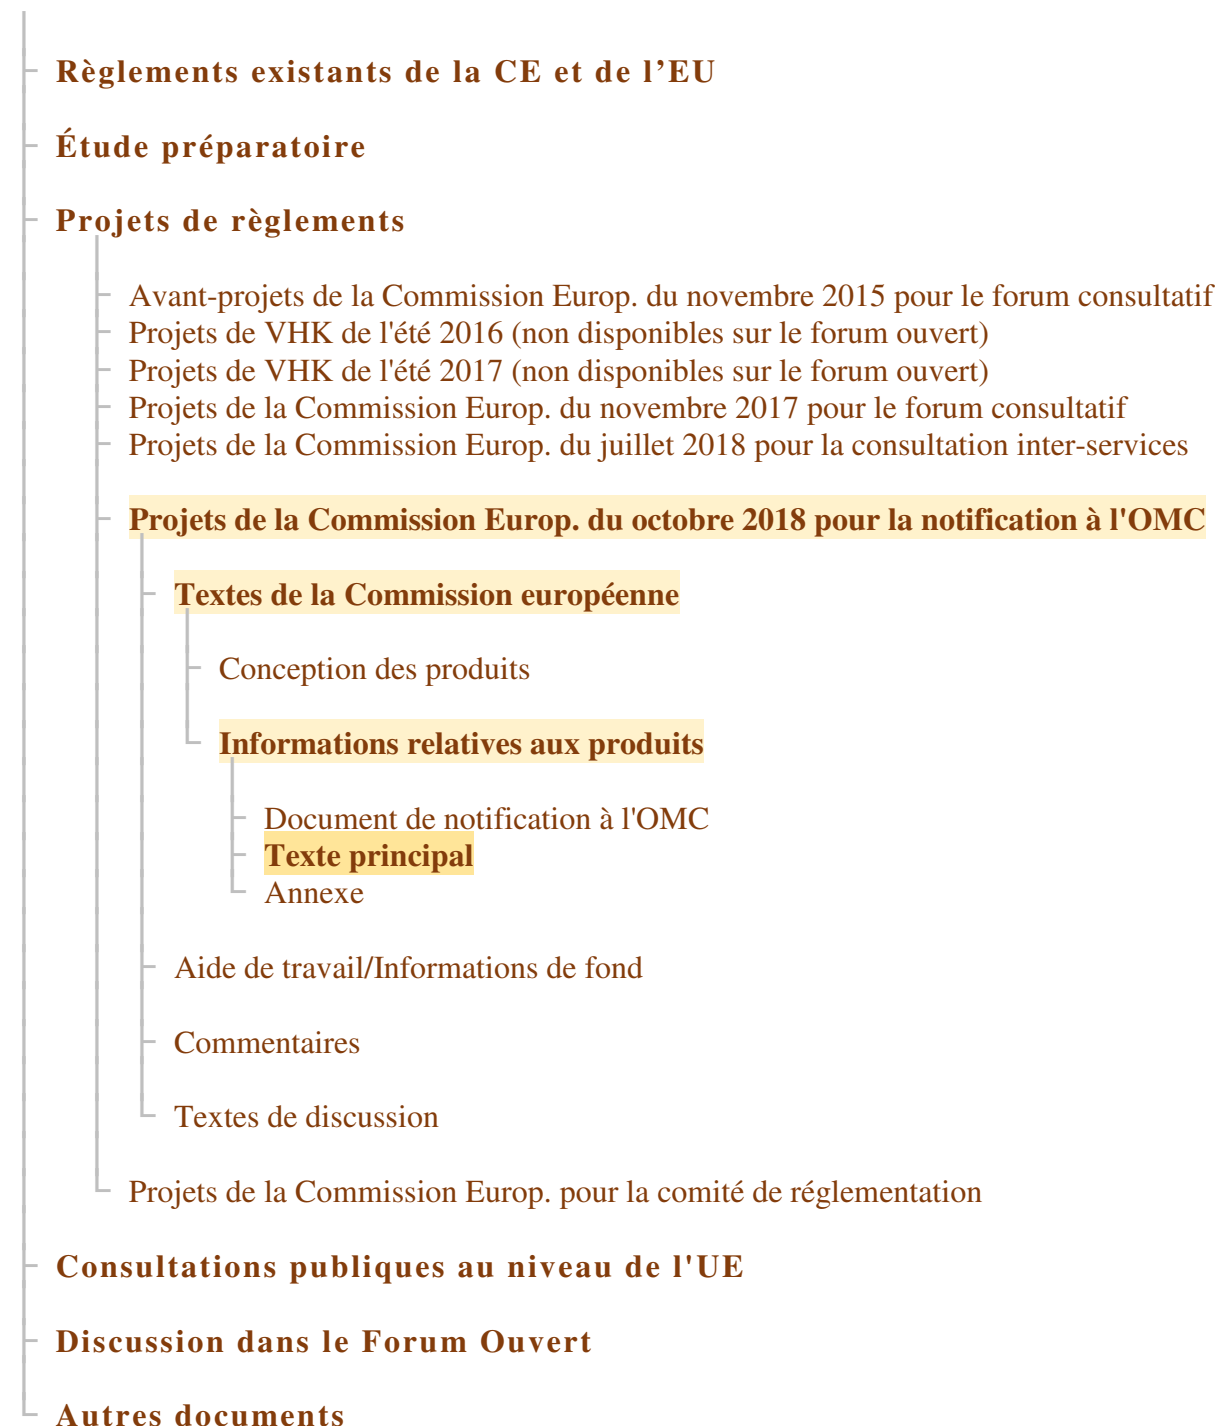 Règlements existants de la CE et de l’EU
Étude préparatoire
Projets de règlements
Avant-projets de la Commission Europ. du novembre 2015 pour le forum consultatif
Projets de VHK de l'été 2016 (non disponibles sur le forum ouvert)
Projets de VHK de l'été 2017 (non disponibles sur le forum ouvert)
Projets de la Commission Europ. du novembre 2017 pour le forum consultatif
Projets de la Commission Europ. du juillet 2018 pour la consultation inter-services
Projets de la Commission Europ. du octobre 2018 pour la notification à l'OMC
Textes de la Commission européenne
Conception des produits
Informations relatives aux produits
Document de notification à l'OMC
Texte principal
Annexe
Aide de travail/Informations de fond
Commentaires
Textes de discussion
Projets de la Commission Europ. pour la comité de réglementation
Consultations publiques au niveau de l'UE
Discussion dans le Forum Ouvert
Autres documents